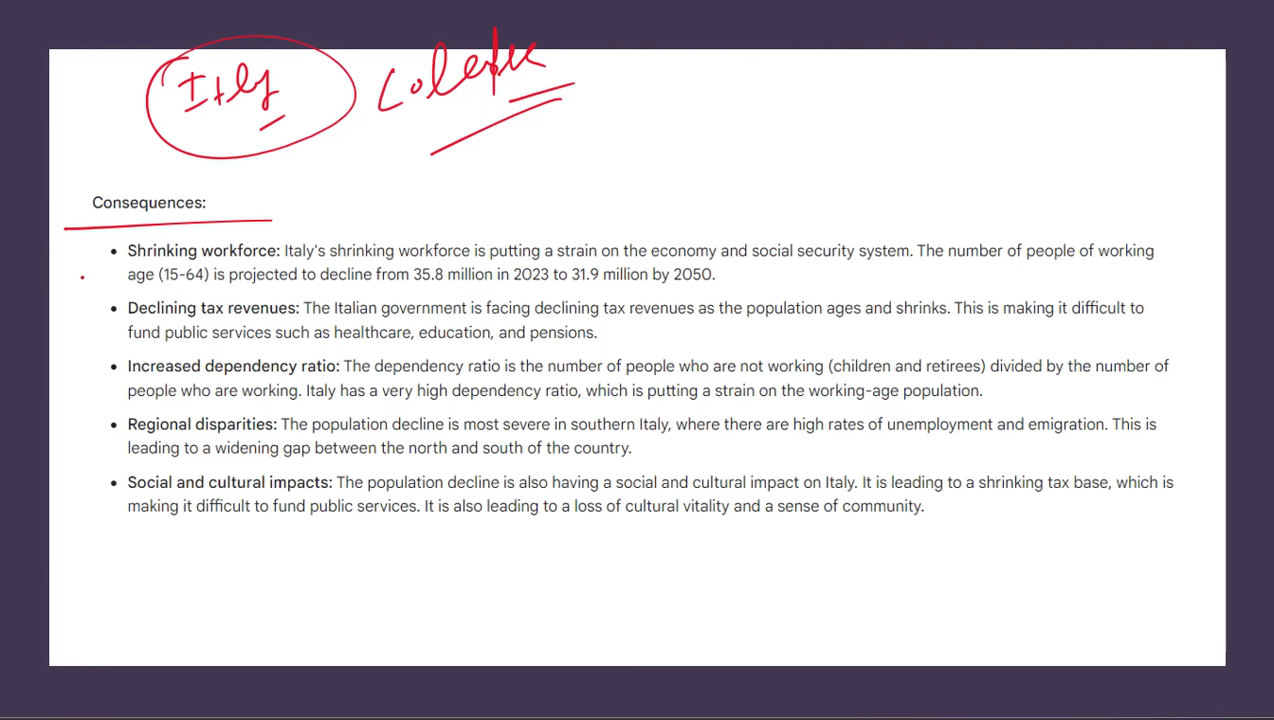 Itly
Consequences:
• Shrinking workforce: Italy's shrinking workforce is putting a strain on the economy and social security system. The number of people of working
age (15-64) is projected to decline from 35.8 million in 2023 to 31.9 million by 2050.
• Declining tax revenues: The Italian government is facing declining tax revenues as the population ages and shrinks. This is making it difficult to
fund public services such as healthcare, education, and pensions.
• Increased dependency ratio: The dependency ratio is the number of people who are not working (children and retirees) divided by the number of
people who are working. Italy has a very high dependency ratio, which is putting a strain on the working-age population.
• Regional disparities: The population decline is most severe in southern Italy, where there are high rates of unemployment and emigration. This is
leading to a widening gap between the north and south of the country.
• Social and cultural impacts: The population decline is also having a social and cultural impact on Italy. It is leading to a shrinking tax base, which is
making it difficult to fund public services. It is also leading to a loss of cultural vitality and a sense of community.